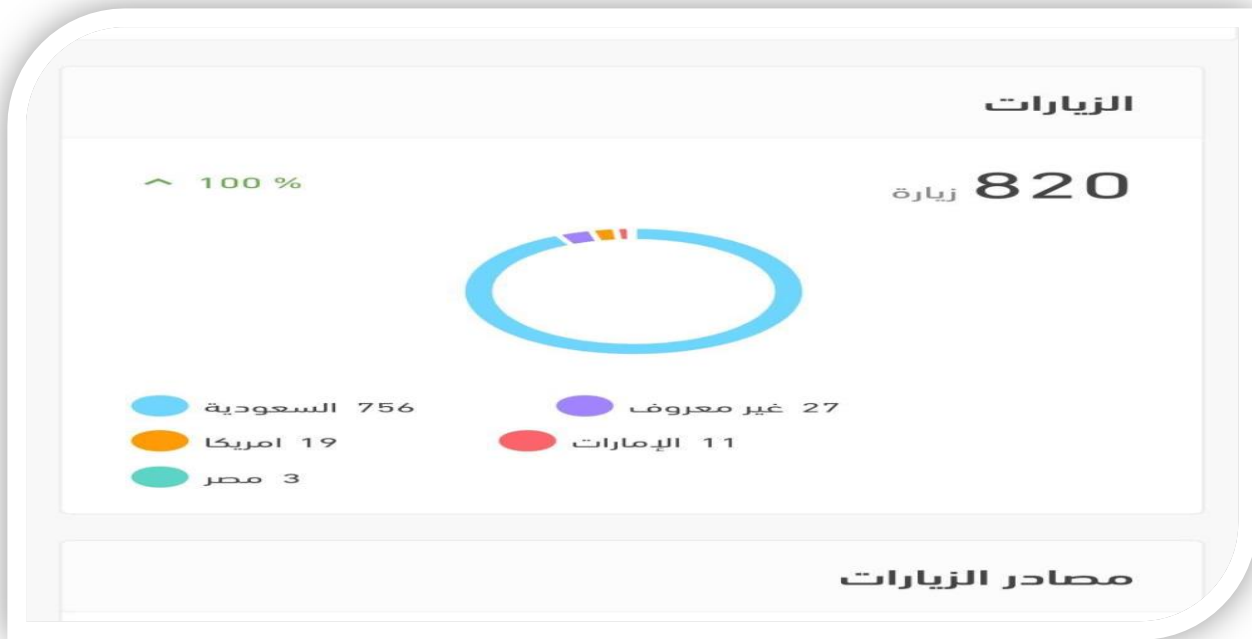 الزيارات
820 زيارة
100 %
756 السعودية
27 غير معروف
19 امريكا
11 الإمارات
3 مصر
مصادر الزيارات